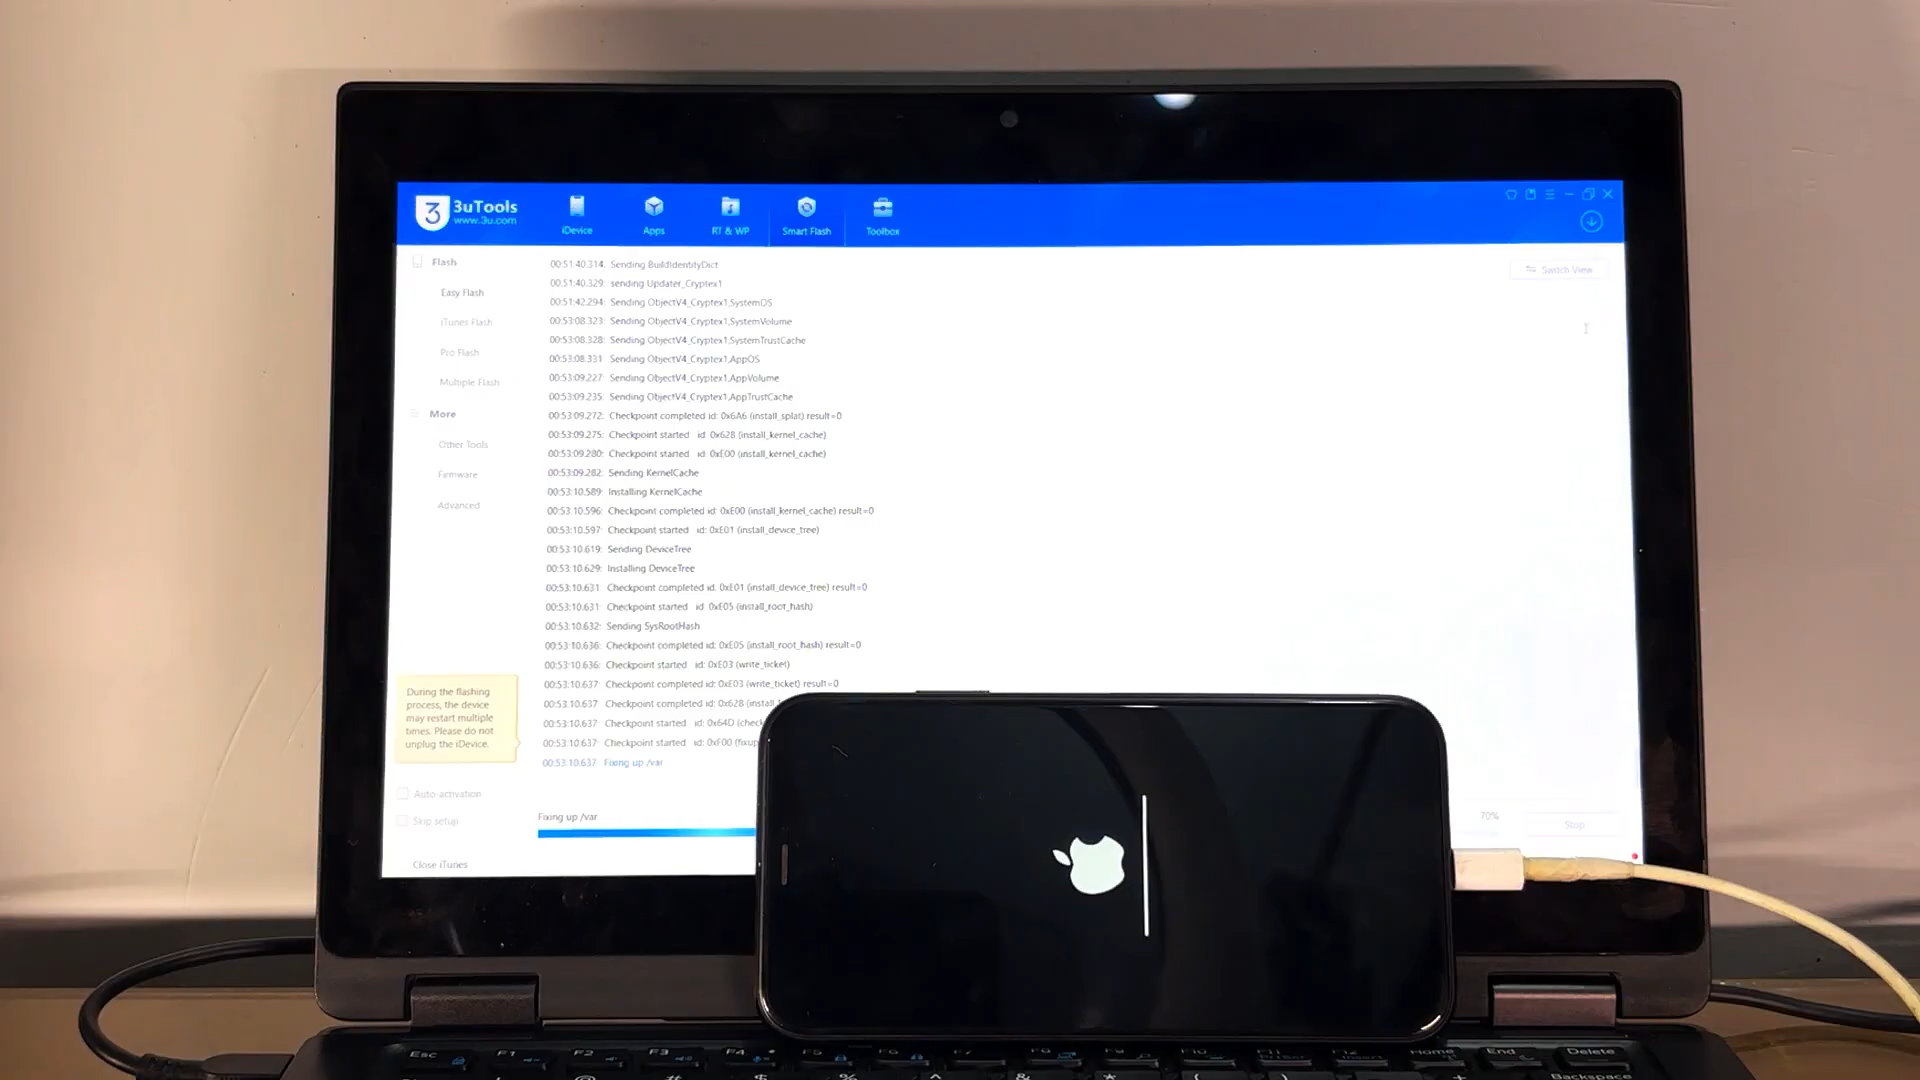 3uTools
www.3u.com
iDevice
Apps
RT & WP
Smart Flash
Toolbox
Switch View
Flash
Easy Flash
iTunes Flash
Pro Flash
Multiple Flash
More
Other Tools
Firmware
Advanced
During the flashing
process, the device
may restart multiple
times. Please do not
unplug the iDevice.
Auto-activation
Skip setup
Close iTunes
00:51:40.314: Sending BuildIdentityDict
00:51:40.329: sending Updater_Cryptex1
00:51:42.294: Sending ObjectV4_Cryptex1,SystemOS
00:53:08.323: Sending ObjectV4_Cryptex1,SystemVolume
00:53:08.328: Sending ObjectV4_Cryptex1,SystemTrustCache
00:53:08.331: Sending ObjectV4_Cryptex1,AppOS
00:53:09.227: Sending ObjectV4_Cryptex1,AppVolume
00:53:09.235: Sending ObjectV4_Cryptex1,AppTrustCache
00:53:09.272: Checkpoint completed id: 0x6A6 (install_splat) result=0
00:53:09.275: Checkpoint started id: 0x628 (install_kernel_cache)
00:53:09.280: Checkpoint started id: 0xE00 (install_kernel_cache)
00:53:09.282: Sending KernelCache
00:53:10.589: Installing KernelCache
00:53:10.596: Checkpoint completed id: 0xE00 (install_kernel_cache) result=0
00:53:10.597: Checkpoint started id: 0xE01 (install_device_tree)
00:53:10.619: Sending DeviceTree
00:53:10.629: Installing DeviceTree
00:53:10.631: Checkpoint completed id: 0xE01 (install_device_tree) result=0
00:53:10.631: Checkpoint started id: 0xE05 (install_root_hash)
00:53:10.632: Sending SysRootHash
00:53:10.636: Checkpoint completed id: 0xE05 (install_root_hash) result=0
00:53:10.636: Checkpoint started id: 0xE03 (write_ticket)
00:53:10.637: Checkpoint completed id: 0xE03 (write_ticket) result=0
00:53:10.637: Checkpoint completed id: 0x628 (install
00:53:10.637: Checkpoint started id: 0x64D (chec
00:53:10.637: Checkpoint started id: 0xF00 (fixup
00:53:10.637: Fixing up /var
Fixing up /var
70%
Stop
Esc F1 F2 F3 F4 F5 F6 Home End Delete
Backspace